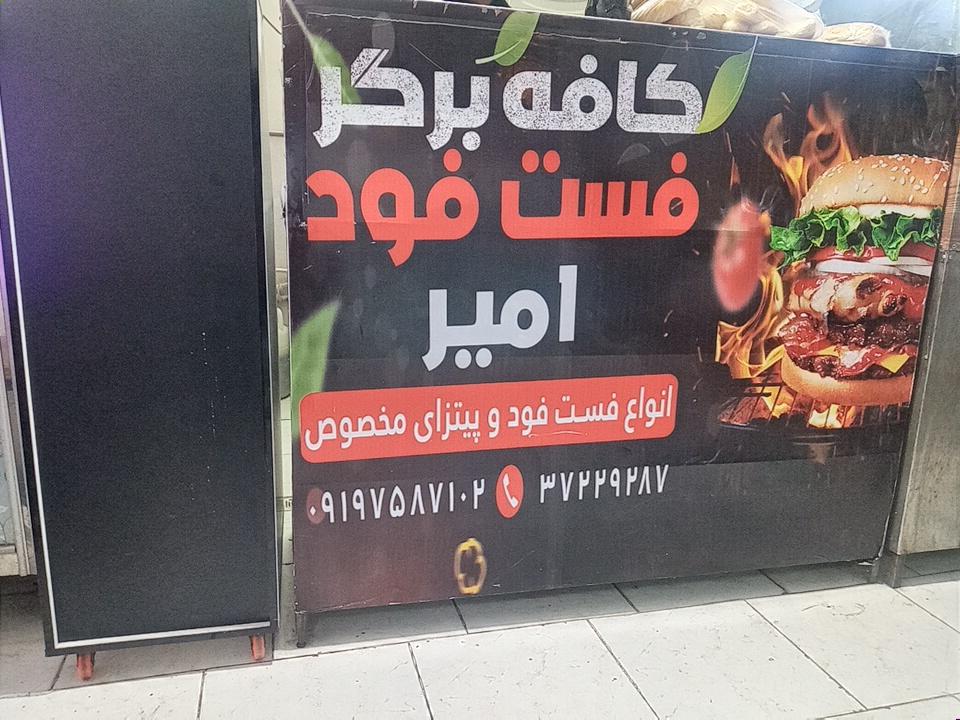 کافه برگر
فست فود
امیر
انواع فست فود و پیتزای مخصوص
۰۹۱۹۷۵۸۷۱۰۲ ۳۷۲۲۹۲۸۷